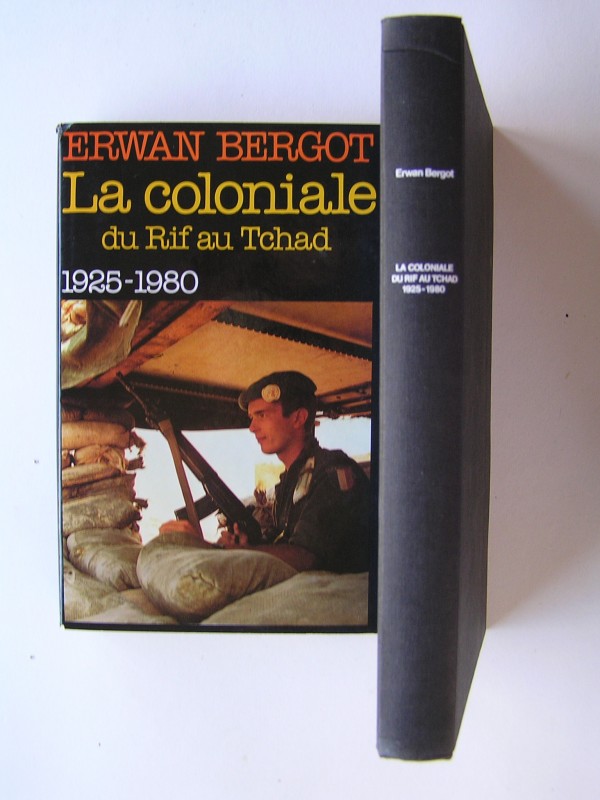 ERWAN BERGOT
La coloniale
du Rif au Tchad
1925-1980
Erwan Bergot
LA COLONIALE
DU RIF AU TCHAD
1925-1980